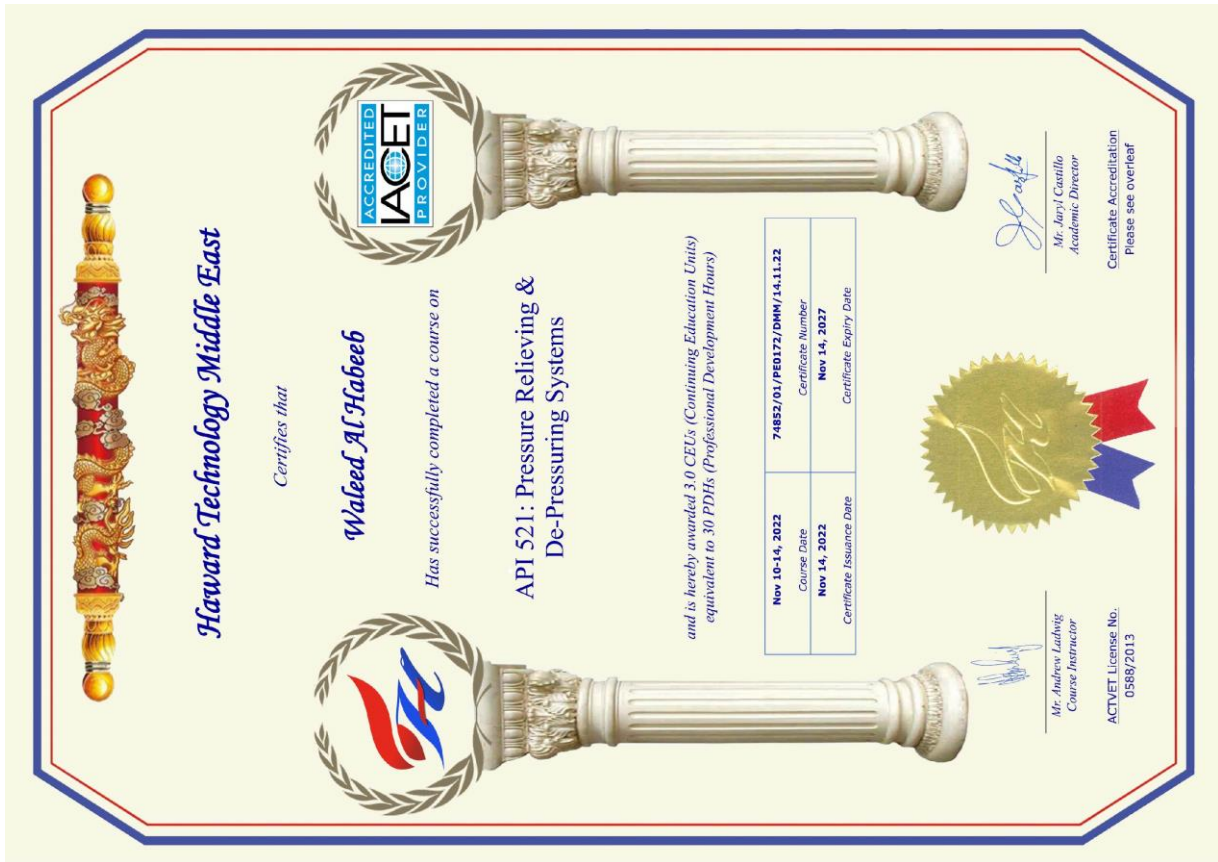 Haward Technology Middle East
Certifies that
Waleed Al Habeeb
ACCREDITED
IACET
PROVIDER
Has successfully completed a course on
API 521: Pressure Relieving &
De-Pressuring Systems
and is hereby awarded 3.0 CEUs (Continuing Education Units)
equivalent to 30 PDHs (Professional Development Hours)
Nov 10-14, 2022 74852/01/PE0172/DMM/14.11.22
Course Date Certificate Number
Nov 14, 2022 Nov 14, 2027
Certificate Issuance Date Certificate Expiry Date
Mr. Andrew Ladwig
Course Instructor
Mr. Jaryl Castillo
Academic Director
ACTVET License No.
0588/2013
Certificate Accreditation
Please see overleaf